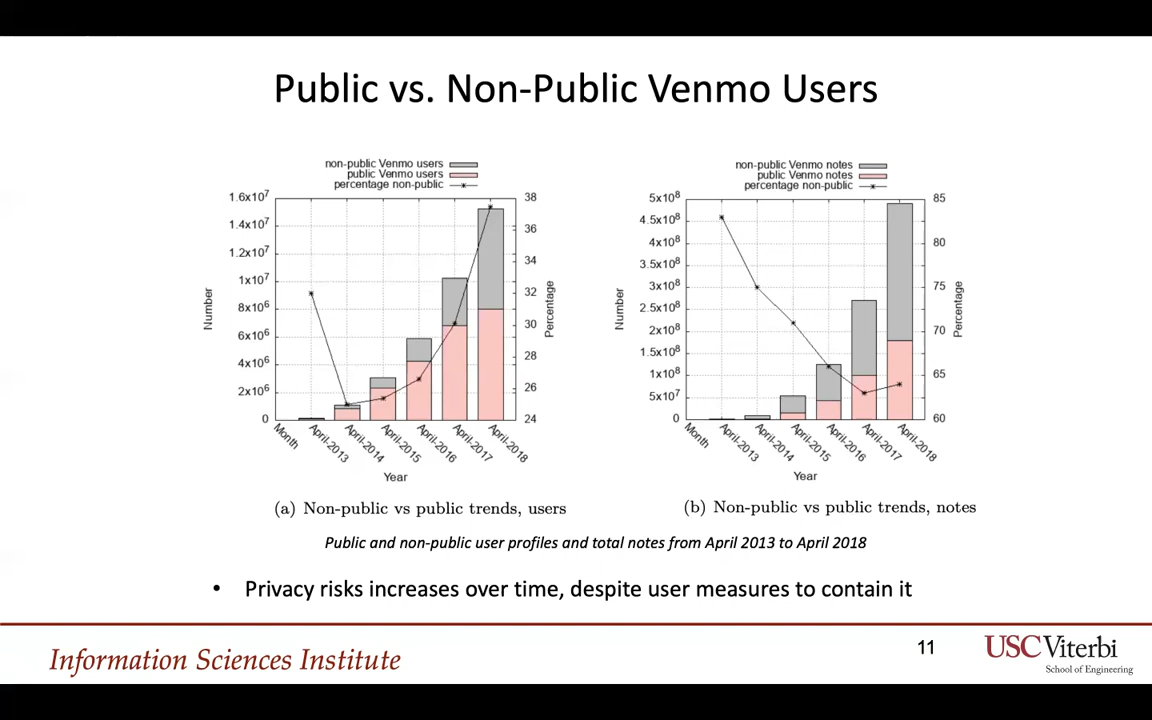 Public vs. Non-Public Venmo Users
non-public Venmo users
public Venmo users
percentage non-public
1.6x10⁷
1.4x10⁷
1.2x10⁷
1x10⁷
8x10⁶
6x10⁶
4x10⁶
2x10⁶
0
Number
38
36
34
32
30
28
26
24
Percentage
Month
April-2013
April-2014
April-2015
April-2016
April-2017
April-2018
Year
(a) Non-public vs public trends, users
non-public Venmo notes
public Venmo notes
percentage non-public
5x10⁸
4.5x10⁸
4x10⁸
3.5x10⁸
3x10⁸
2.5x10⁸
2x10⁸
1.5x10⁸
1x10⁸
5x10⁷
0
Number
85
80
75
70
65
60
Percentage
Month
April-2013
April-2014
April-2015
April-2016
April-2017
April-2018
Year
(b) Non-public vs public trends, notes
Public and non-public user profiles and total notes from April 2013 to April 2018
• Privacy risks increases over time, despite user measures to contain it
Information Sciences Institute
11
USC Viterbi
School of Engineering